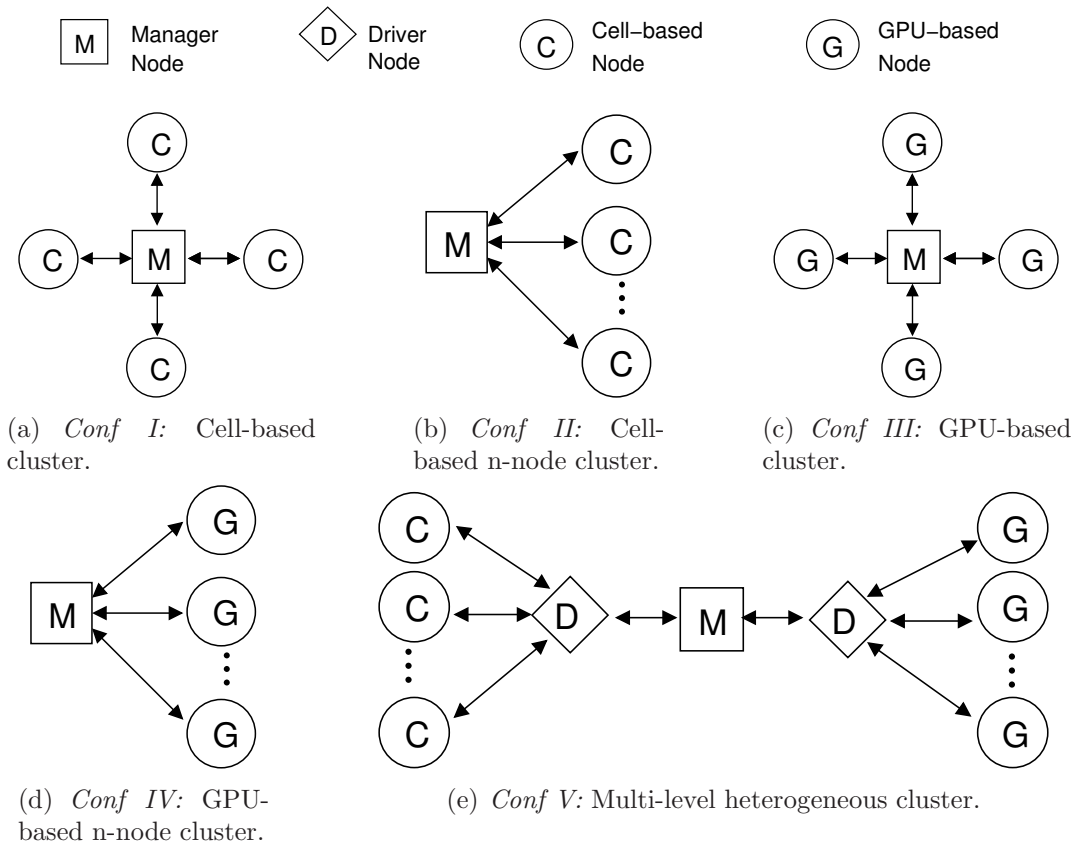 M Manager Node
D Driver Node
C Cell−based Node
G GPU−based Node
C
C M C
C
C
M C
C
G
G M G
G
(a) Conf I: Cell-based
cluster.
(b) Conf II: Cell-
based n-node cluster.
(c) Conf III: GPU-based
cluster.
G
M G
G
C G
C D M D G
C G
(d) Conf IV: GPU-
based n-node cluster.
(e) Conf V: Multi-level heterogeneous cluster.